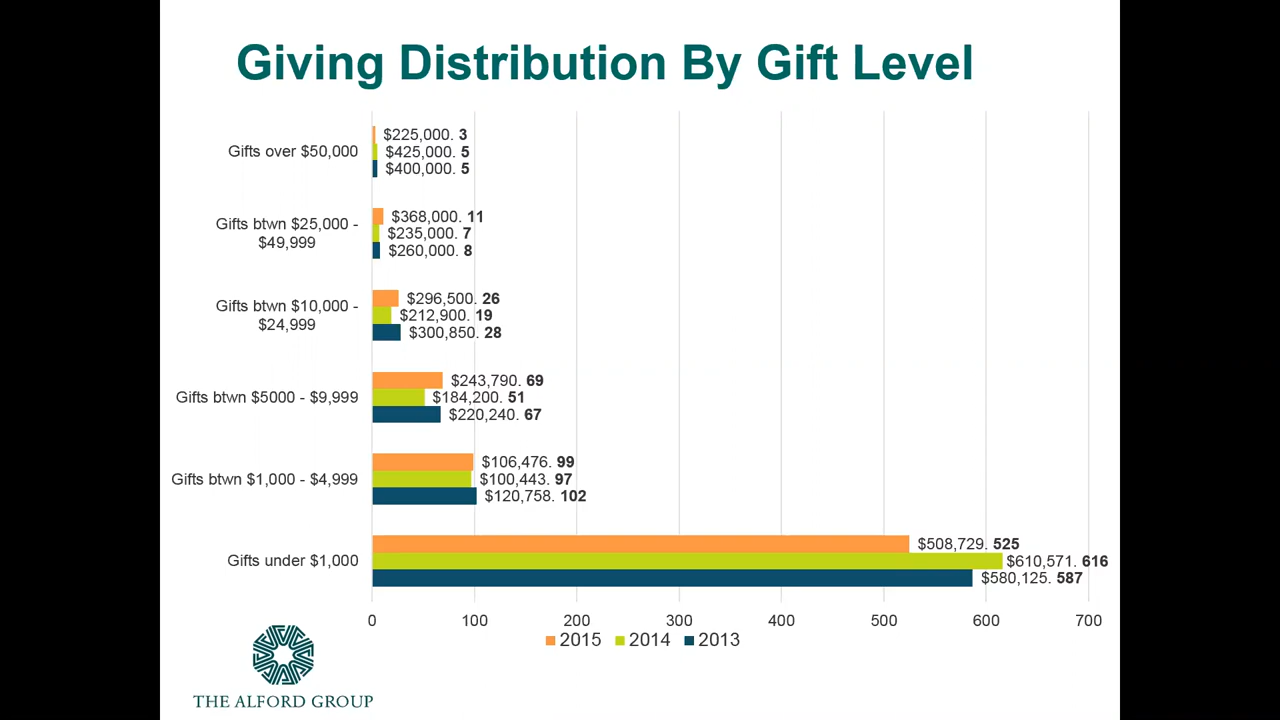 Giving Distribution By Gift Level
Gifts over $50,000
$225,000. 3
$425,000. 5
$400,000. 5
Gifts btwn $25,000 -
$49,999
$368,000. 11
$235,000. 7
$260,000. 8
Gifts btwn $10,000 -
$24,999
$296,500. 26
$212,900. 19
$300,850. 28
Gifts btwn $5000 - $9,999
$243,790. 69
$184,200. 51
$220,240. 67
Gifts btwn $1,000 - $4,999
$106,476. 99
$100,443. 97
$120,758. 102
Gifts under $1,000
$508,729. 525
$610,571. 616
$580,125. 587
0 100 200 300 400 500 600 700
2015 2014 2013
THE ALFORD GROUP